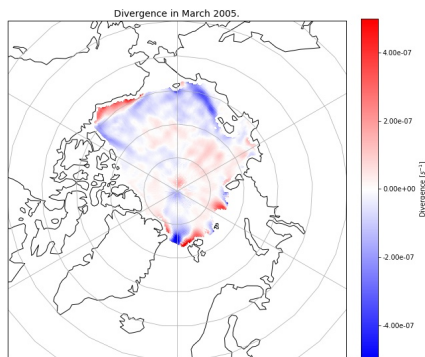 Divergence in March 2005.
4.00e-07
2.00e-07
0.00e+00
-2.00e-07
-4.00e-07
Divergence [s⁻¹]